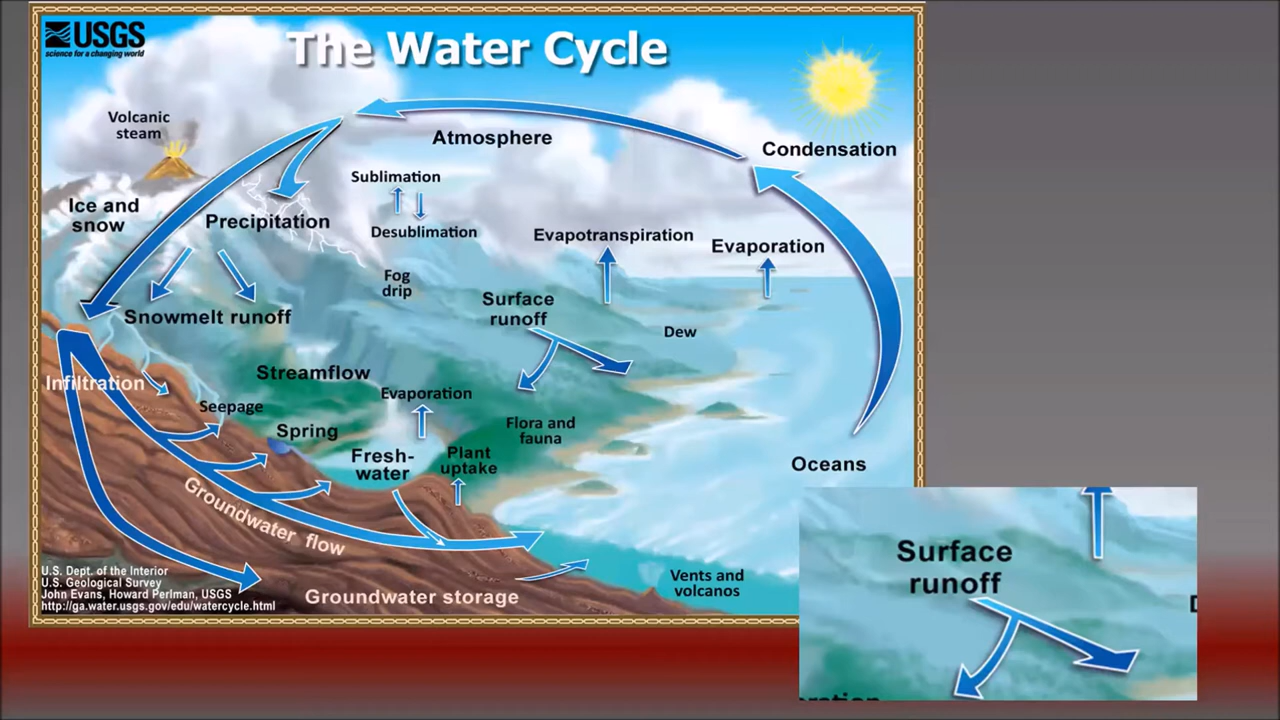 USGS
science for a changing world
The Water Cycle
Volcanic
steam
Atmosphere
Condensation
Sublimation
Ice and
snow
Precipitation
Desublimation
Evapotranspiration
Evaporation
Fog
drip
Surface
runoff
Snowmelt runoff
Dew
Streamflow
Infiltration
Evaporation
Seepage
Flora and
fauna
Spring
Fresh-
water
Plant
uptake
Oceans
Groundwater flow
Surface
runoff
U.S. Dept. of the Interior
U.S. Geological Survey
John Evans, Howard Perlman, USGS
http://ga.water.usgs.gov/edu/watercycle.html
Groundwater storage
Vents and
volcanos